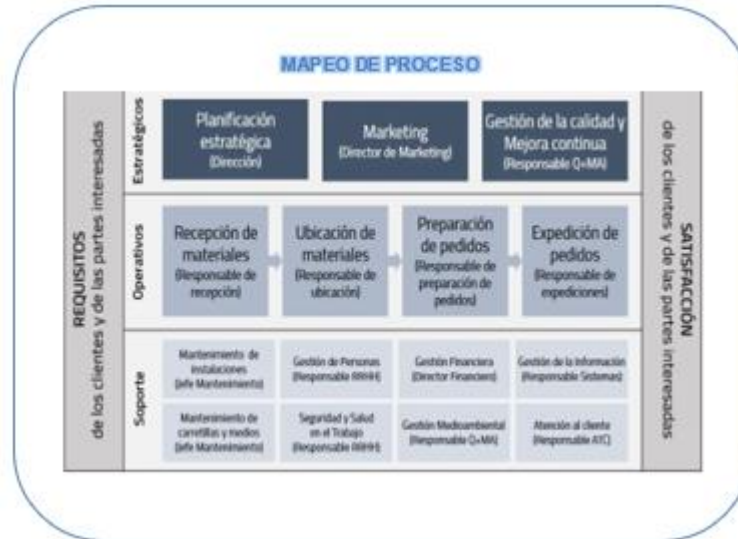 MAPEO DE PROCESO
REQUISITOS
de los clientes y de las partes interesadas
Estratégicos
Planificación
estratégica
(Dirección)
Marketing
(Director de Marketing)
Gestión de la calidad y
Mejora continua
(Responsable Q+MA)
Operativos
Recepción de
materiales
(Responsable de
recepción)
Ubicación de
materiales
(Responsable de
ubicación)
Preparación
de pedidos
(Responsable de
preparación de
pedidos)
Expedición de
pedidos
(Responsable de
expediciones)
Soporte
Mantenimiento de
instalaciones
(Jefe Mantenimiento)
Gestión de Personas
(Responsable RRHH)
Gestión Financiera
(Director Financiero)
Gestión de la Información
(Responsable Sistemas)
Mantenimiento de
carretillas y medios
(Jefe Mantenimiento)
Seguridad y Salud
en el Trabajo
(Responsable RRHH)
Gestión Medioambiental
(Responsable Q+MA)
Atención al cliente
(Responsable ATC)
SATISFACCIÓN
de los clientes y de las partes interesadas